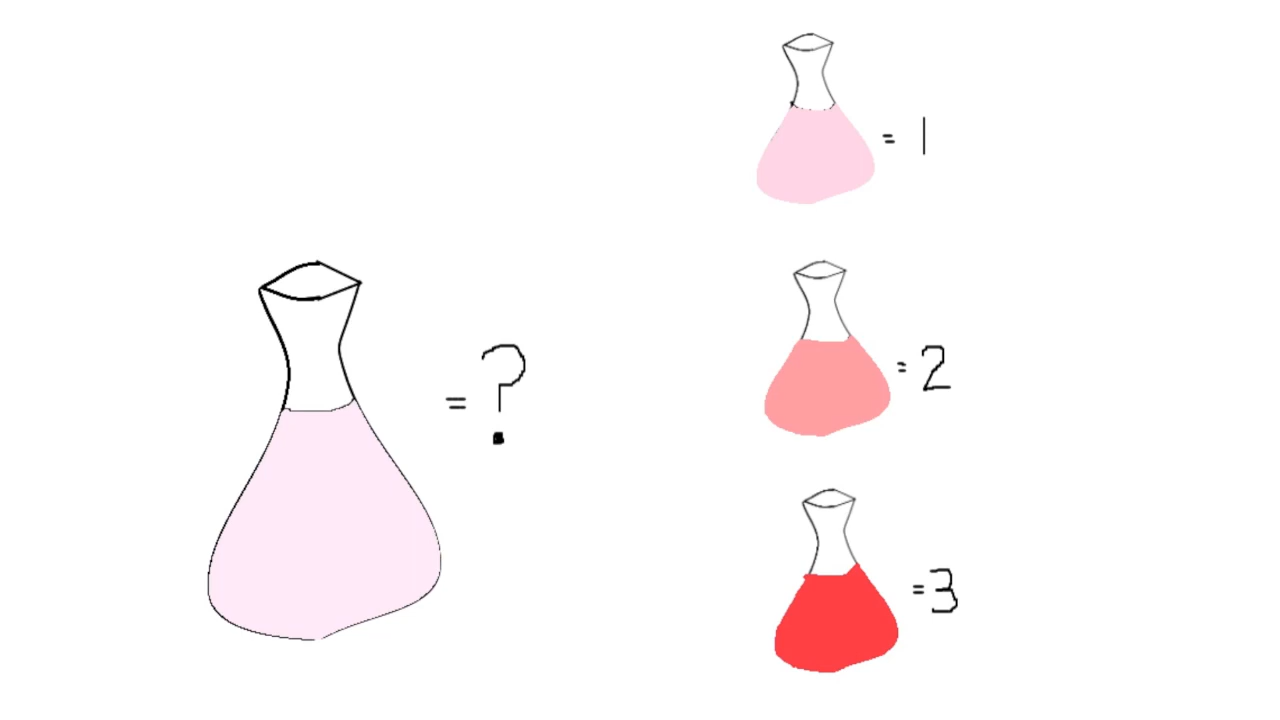 = ?
= 1
= 2
= 3